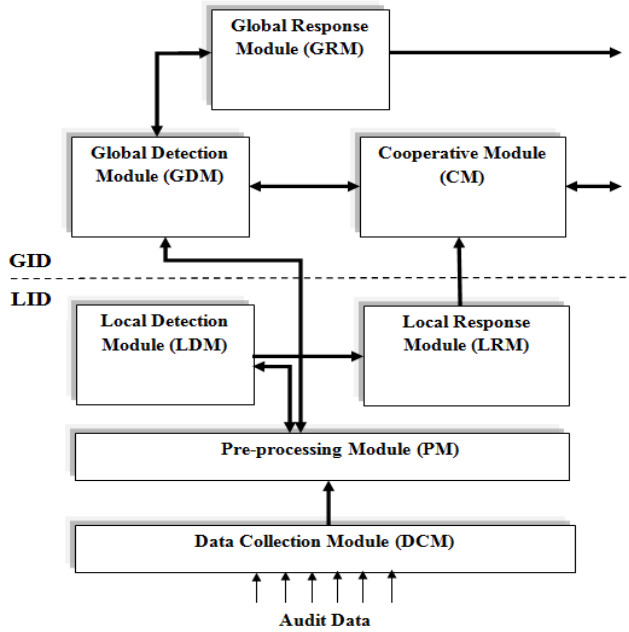 Global Response
Module (GRM)
Global Detection
Module (GDM)
Cooperative Module
(CM)
GID
LID
Local Detection
Module (LDM)
Local Response
Module (LRM)
Pre-processing Module (PM)
Data Collection Module (DCM)
Audit Data